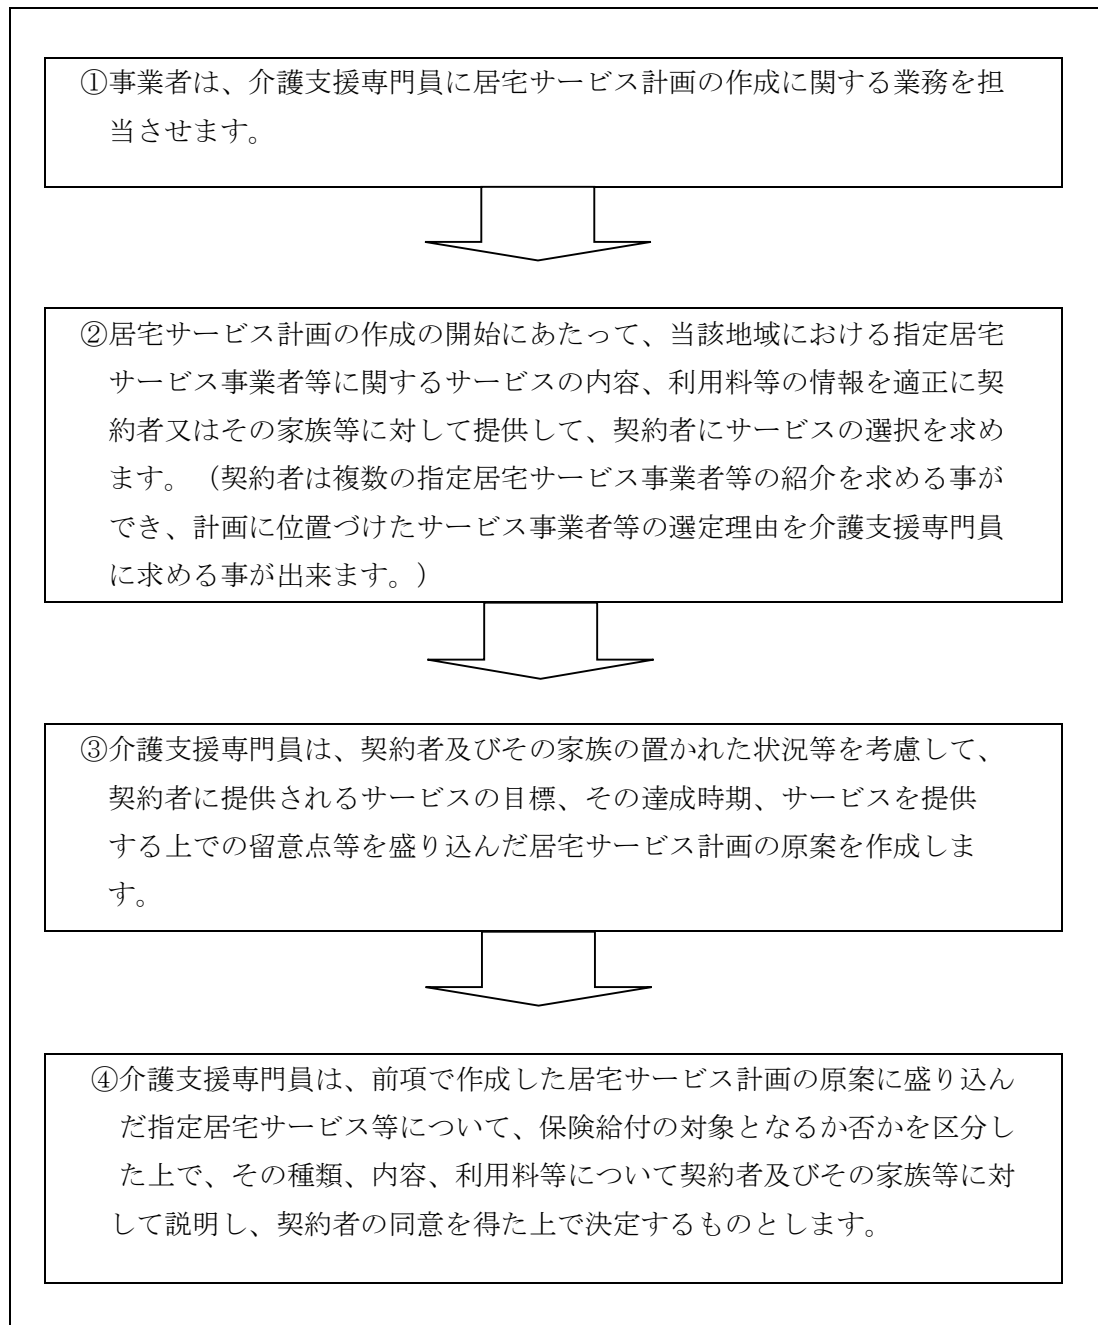 ①事業者は、介護支援専門員に居宅サービス計画の作成に関する業務を担
当させます。
②居宅サービス計画の作成の開始にあたって、当該地域における指定居宅
サービス事業者等に関するサービスの内容、利用料等の情報を適正に契
約者又はその家族等に対して提供して、契約者にサービスの選択を求め
ます。（契約者は複数の指定居宅サービス事業者等の紹介を求める事が
でき、計画に位置づけたサービス事業者等の選定理由を介護支援専門員
に求める事が出来ます。）
③介護支援専門員は、契約者及びその家族の置かれた状況等を考慮して、
契約者に提供されるサービスの目標、その達成時期、サービスを提供
する上での留意点等を盛り込んだ居宅サービス計画の原案を作成しま
す。
④介護支援専門員は、前項で作成した居宅サービス計画の原案に盛り込ん
だ指定居宅サービス等について、保険給付の対象となるか否かを区分し
た上で、その種類、内容、利用料等について契約者及びその家族等に対
して説明し、契約者の同意を得た上で決定するものとします。